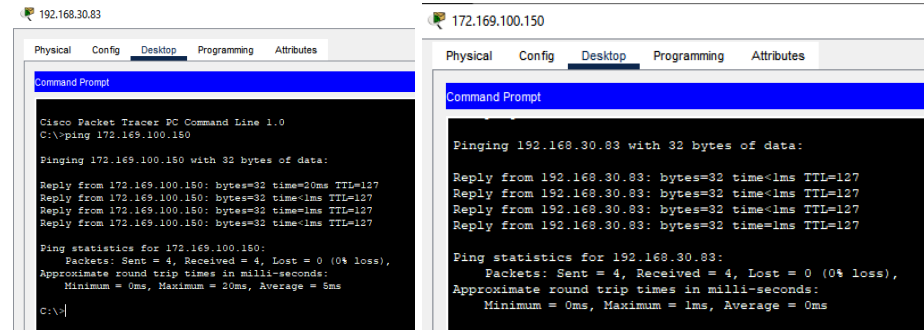 192.168.30.83
Physical Config Desktop Programming Attributes
Command Prompt
Cisco Packet Tracer PC Command Line 1.0
C:\>ping 172.169.100.150
Pinging 172.169.100.150 with 32 bytes of data:
Reply from 172.169.100.150: bytes=32 time=20ms TTL=127
Reply from 172.169.100.150: bytes=32 time<1ms TTL=127
Reply from 172.169.100.150: bytes=32 time=1ms TTL=127
Reply from 172.169.100.150: bytes=32 time<1ms TTL=127
Ping statistics for 172.169.100.150:
Packets: Sent = 4, Received = 4, Lost = 0 (0% loss),
Approximate round trip times in milli-seconds:
Minimum = 0ms, Maximum = 20ms, Average = 5ms
C:\>
172.169.100.150
Physical Config Desktop Programming Attributes
Command Prompt
Pinging 192.168.30.83 with 32 bytes of data:
Reply from 192.168.30.83: bytes=32 time<1ms TTL=127
Reply from 192.168.30.83: bytes=32 time<1ms TTL=127
Reply from 192.168.30.83: bytes=32 time<1ms TTL=127
Reply from 192.168.30.83: bytes=32 time=1ms TTL=127
Ping statistics for 192.168.30.83:
Packets: Sent = 4, Received = 4, Lost = 0 (0% loss),
Approximate round trip times in milli-seconds:
Minimum = 0ms, Maximum = 1ms, Average = 0ms